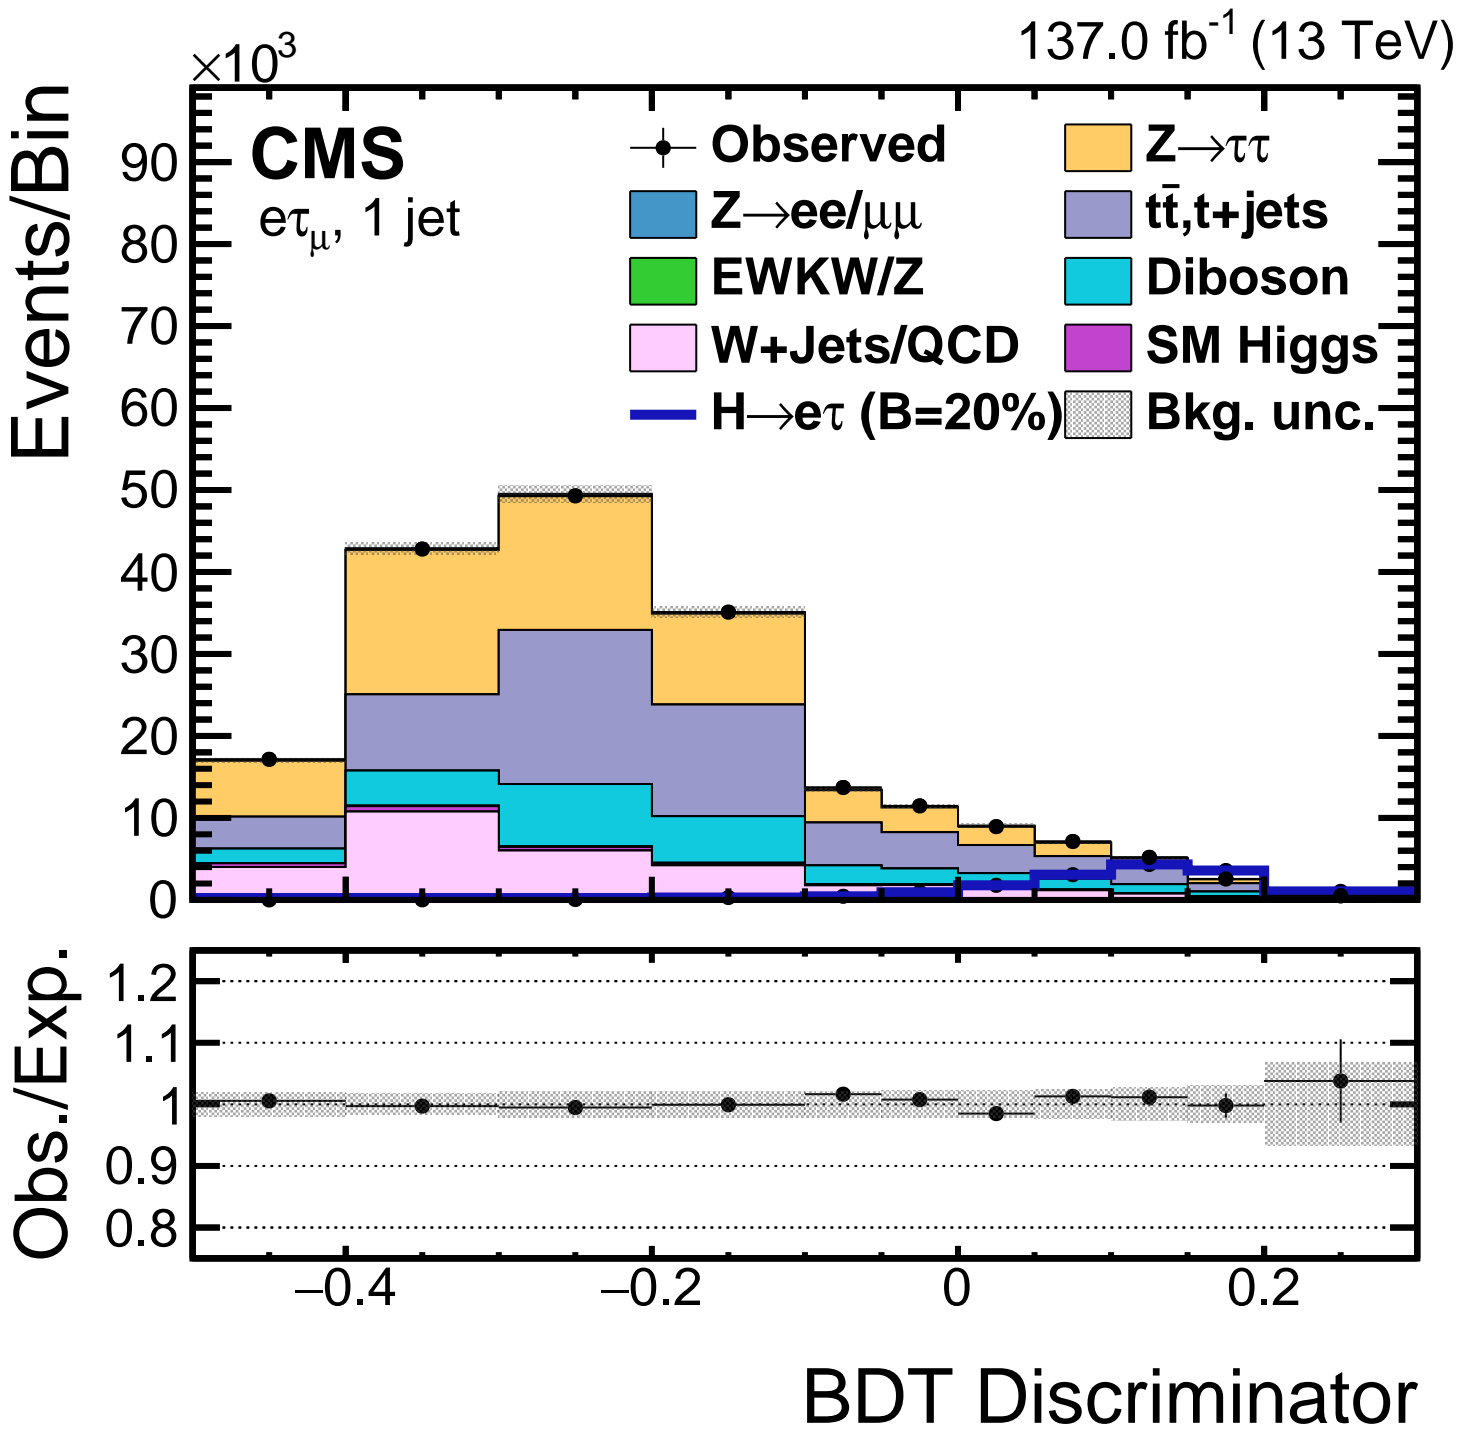 137.0 fb⁻¹ (13 TeV)
×10³
Events/Bin
90
80
70
60
50
40
30
20
10
0
CMS
eτμ, 1 jet
Observed
Z→ττ
Z→ee/μμ
tt̄,t+jets
EWKW/Z
Diboson
W+Jets/QCD
SM Higgs
H→eτ (B=20%)
Bkg. unc.
Obs./Exp.
1.2
1.1
1
0.9
0.8
−0.4 −0.2 0 0.2
BDT Discriminator